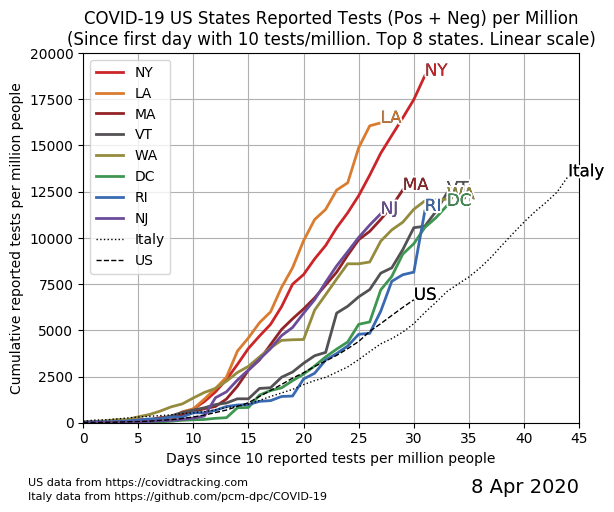 COVID-19 US States Reported Tests (Pos + Neg) per Million
(Since first day with 10 tests/million. Top 8 states. Linear scale)
Cumulative reported tests per million people
20000
17500
15000
12500
10000
7500
5000
2500
0
NY
LA
MA
VT
WA
DC
RI
NJ
Italy
US
NY
LA
Italy
MA
VT
WA
DC
RI
NJ
US
0 5 10 15 20 25 30 35 40 45
Days since 10 reported tests per million people
US data from https://covidtracking.com
Italy data from https://github.com/pcm-dpc/COVID-19
8 Apr 2020